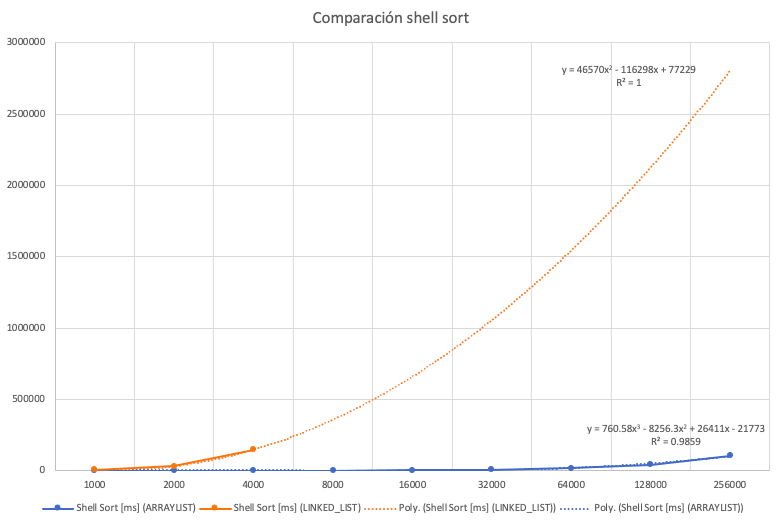 Comparación shell sort
3000000
y = 46570x² - 116298x + 77229
R² = 1
2500000
2000000
1500000
1000000
500000
y = 760.58x³ - 8256.3x² + 26411x - 21773
R² = 0.9859
0
1000 2000 4000 8000 16000 32000 64000 128000 256000
Shell Sort [ms] (ARRAYLIST) Shell Sort [ms] (LINKED_LIST) Poly. (Shell Sort [ms] (LINKED_LIST)) Poly. (Shell Sort [ms] (ARRAYLIST))